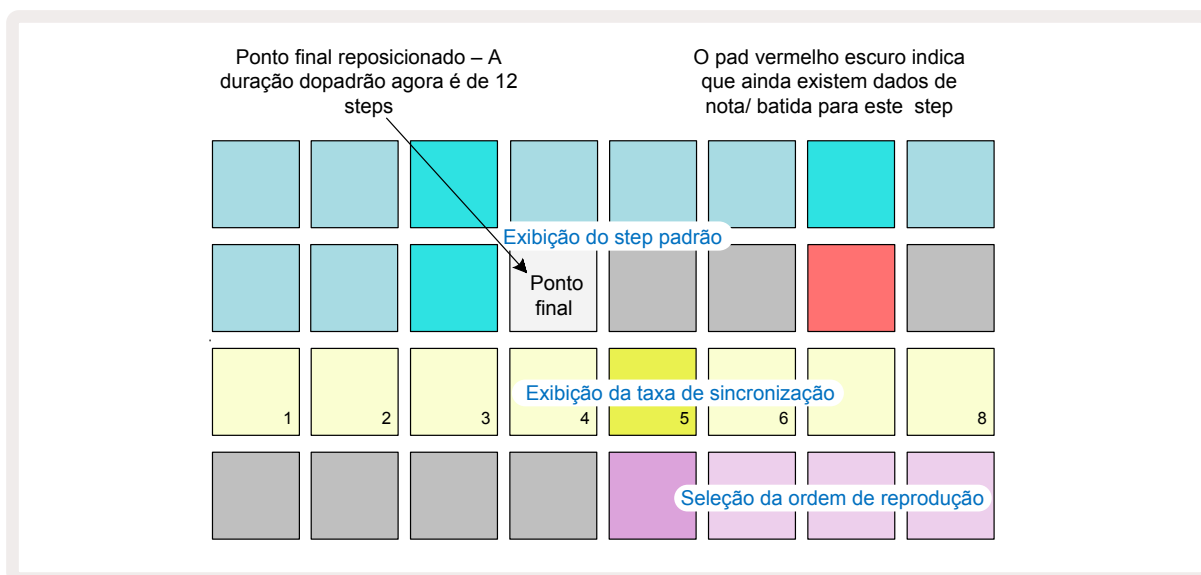 Ponto final reposicionado – A
duração dopadrão agora é de 12
steps
O pad vermelho escuro indica
que ainda existem dados de
nota/ batida para este step
Exibição do step padrão
Ponto
final
Exibição da taxa de sincronização
1 2 3 4 5 6 8
Seleção da ordem de reprodução